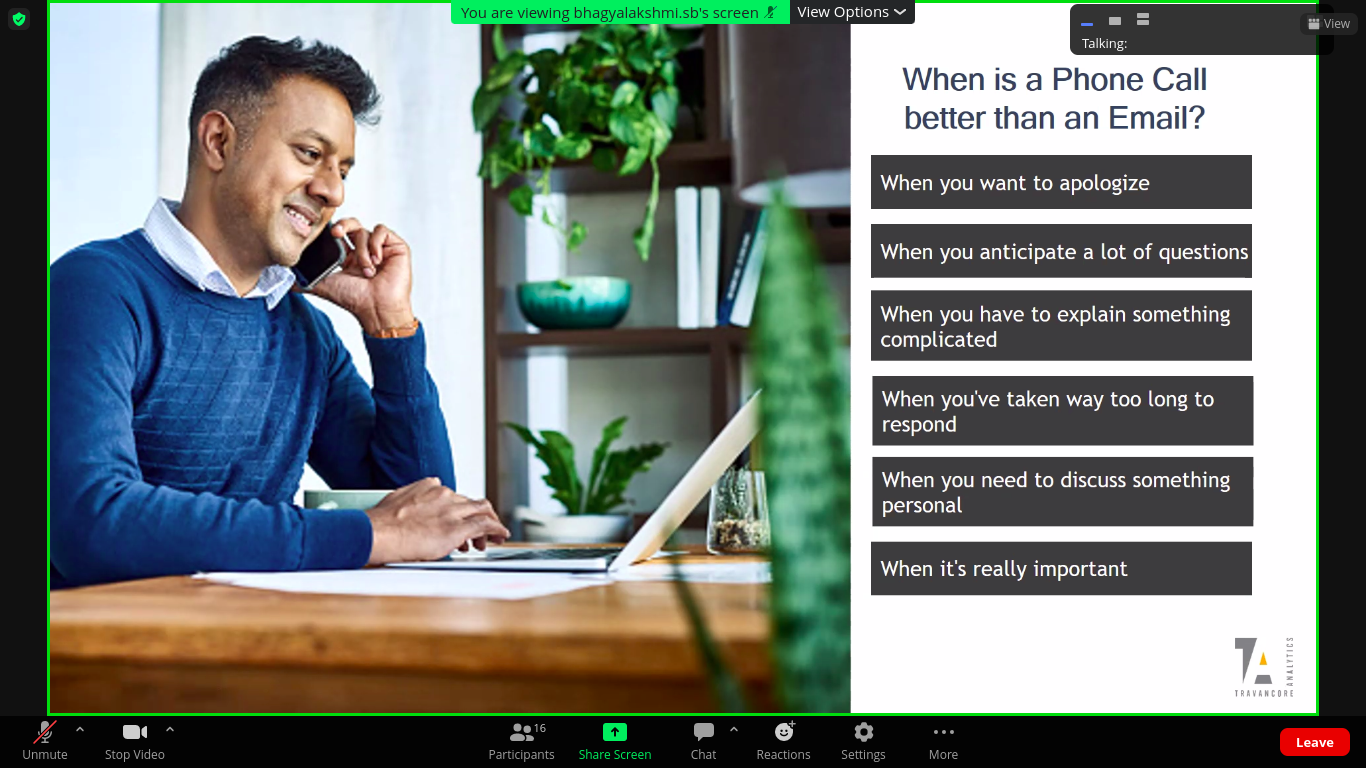 You are viewing bhagyalakshmi.sb's screen
View Options
Talking:
View
When is a Phone Call
better than an Email?
When you want to apologize
When you anticipate a lot of questions
When you have to explain something
complicated
When you've taken way too long to
respond
When you need to discuss something
personal
When it's really important
TA
ANALYTICS
TRAVANCORE
Unmute
Stop Video
16
Participants
Share Screen
Chat
Reactions
Settings
More
Leave